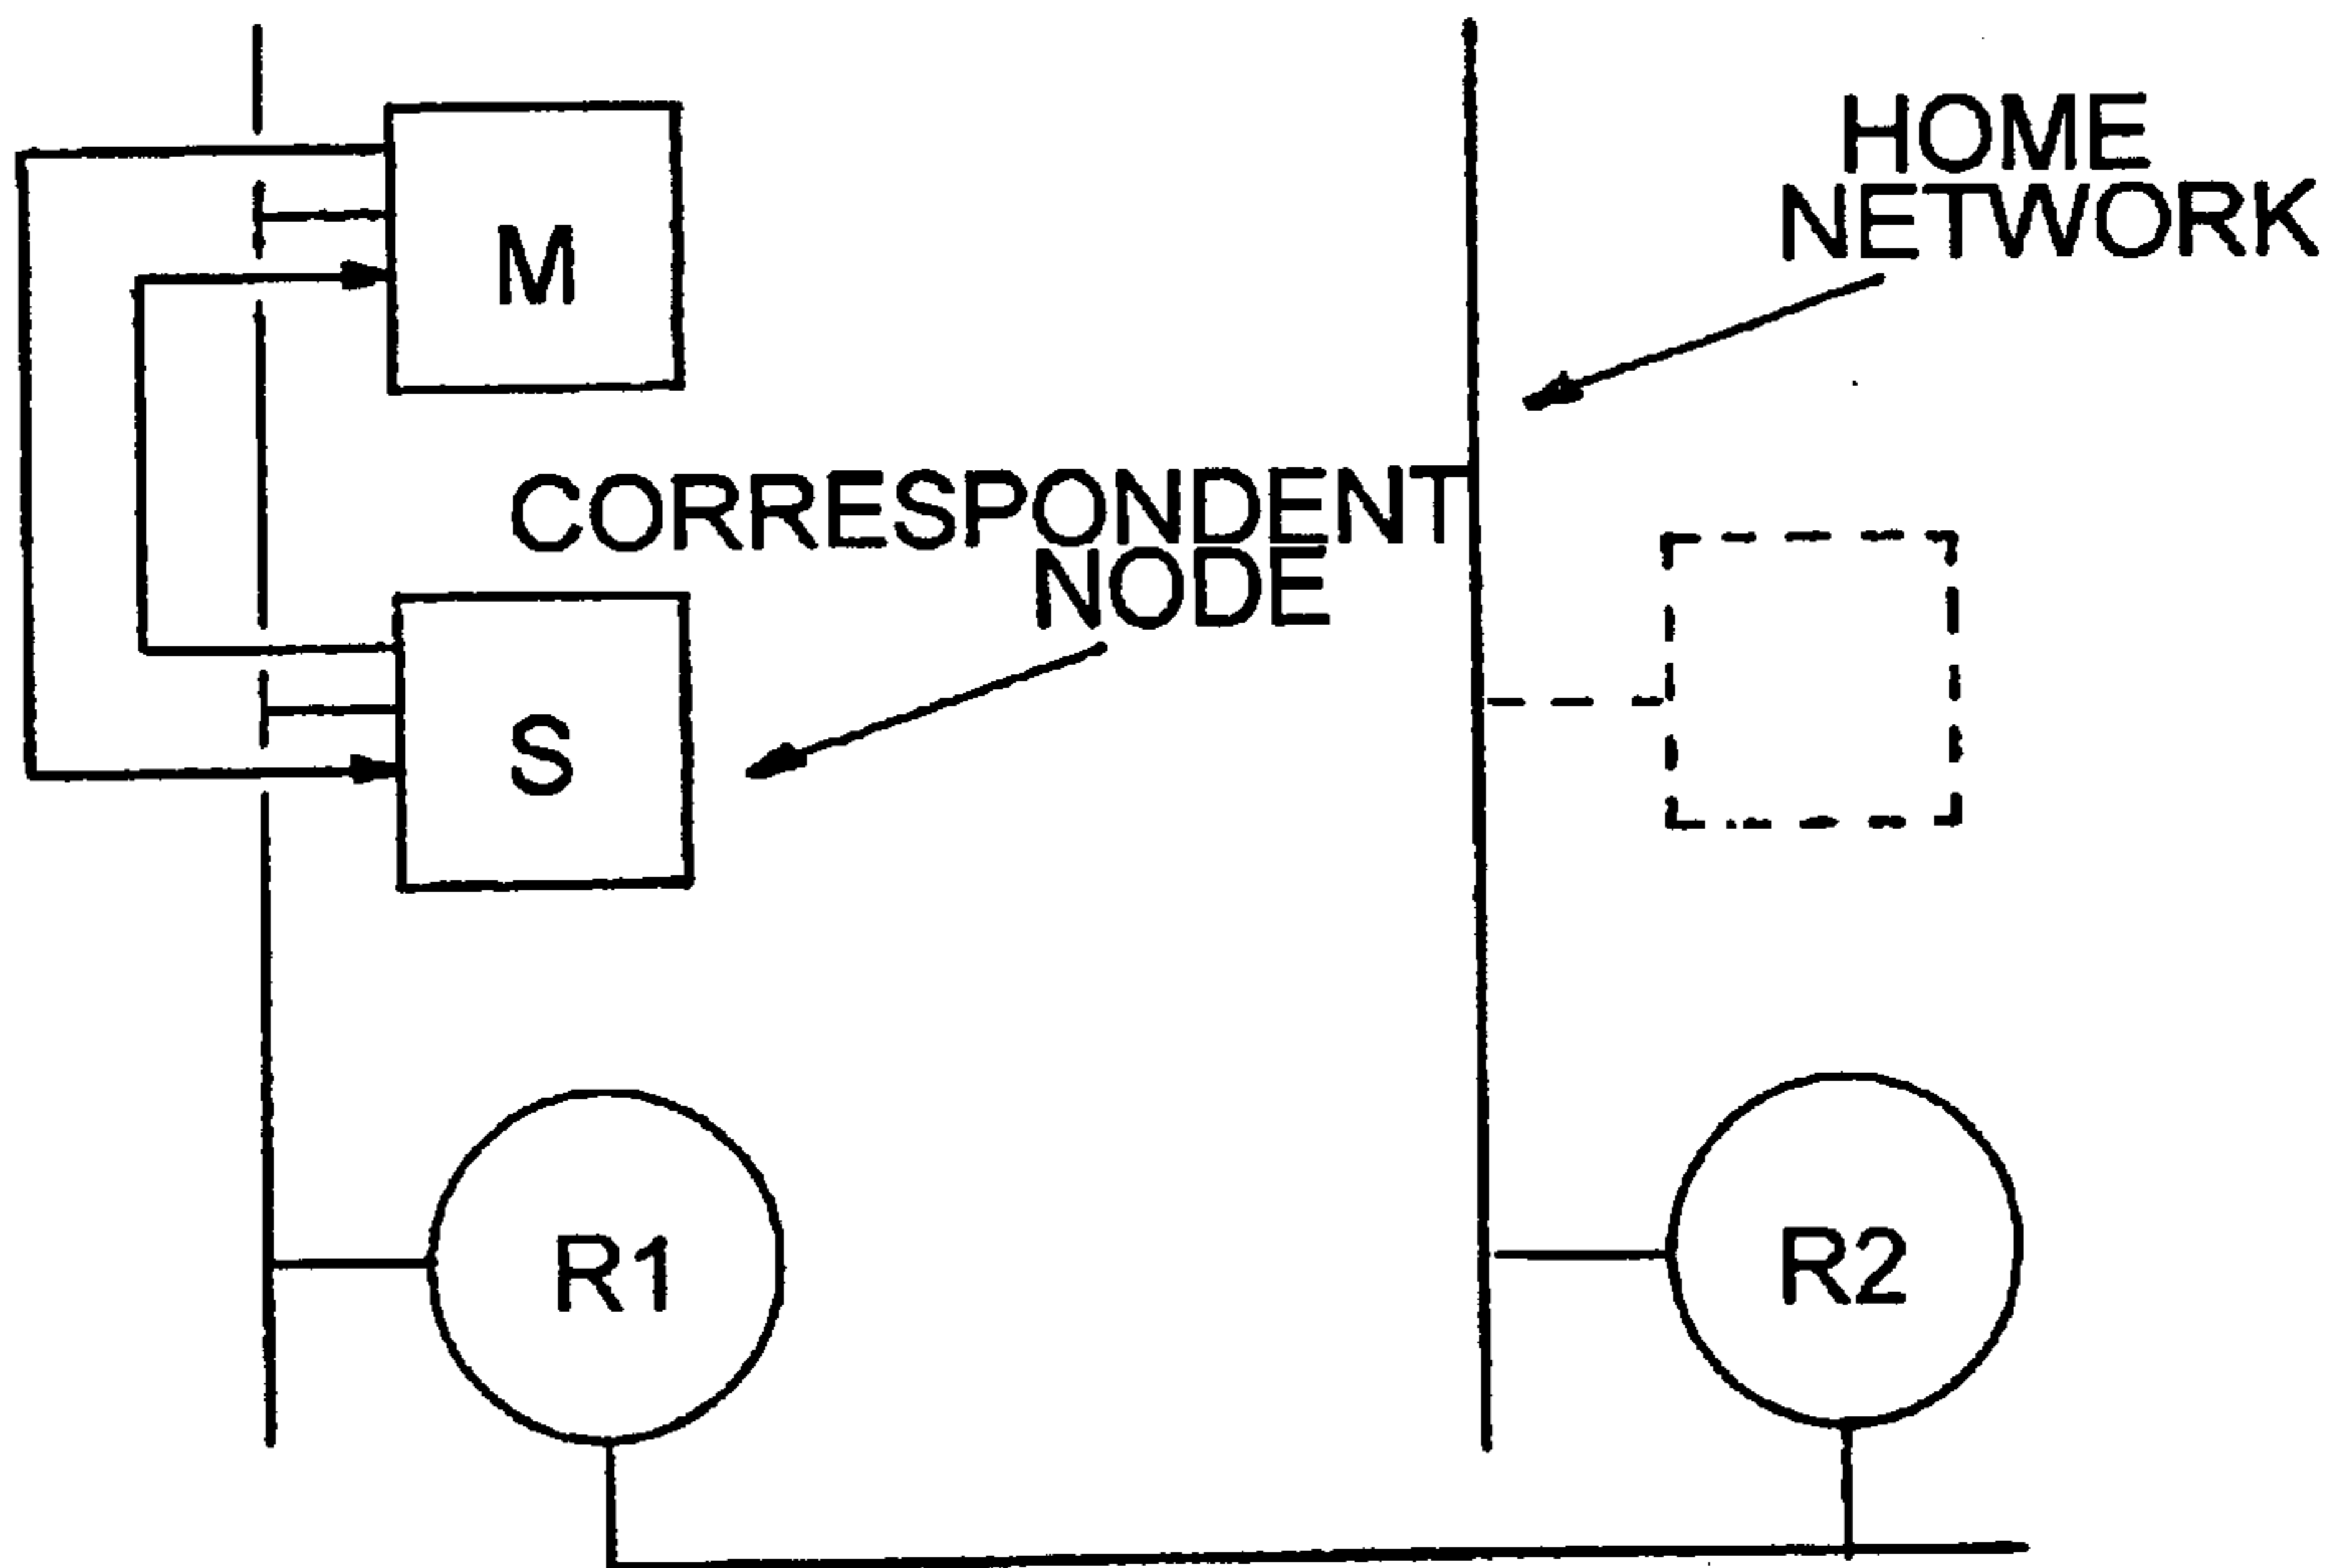 HOME
NETWORK
M
CORRESPONDENT
NODE
S
R1
R2